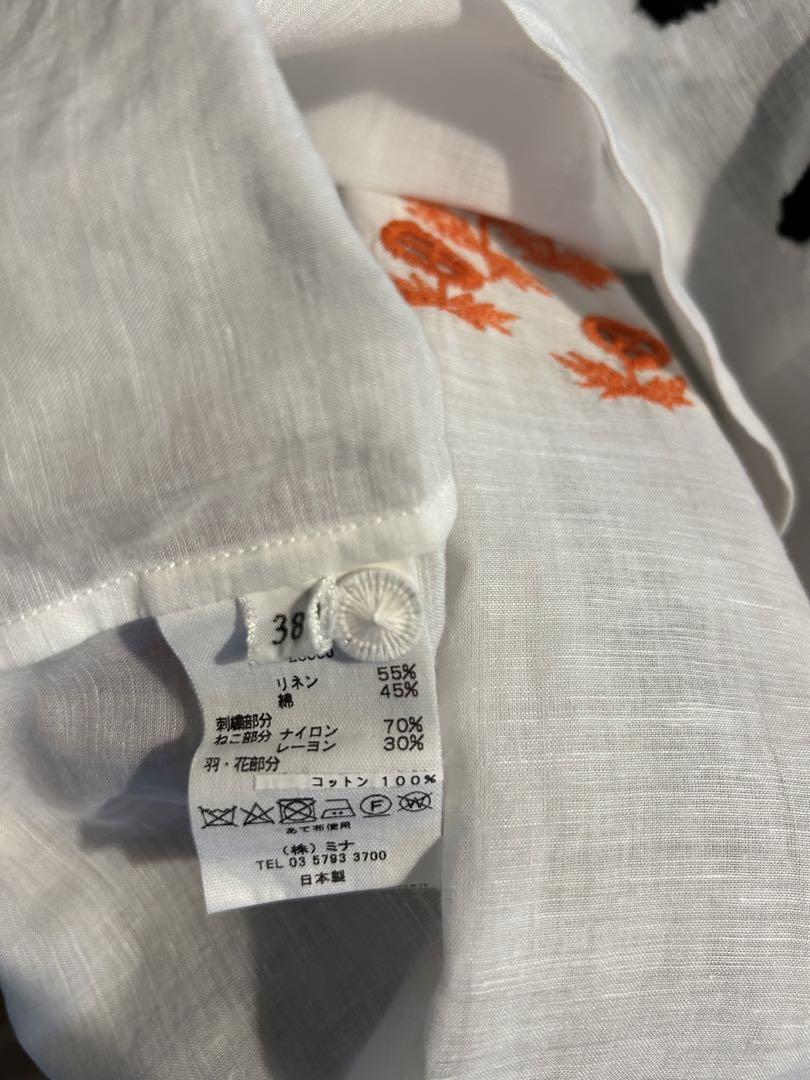 38
リネン 55%
綿 45%
刺繍部分
ねこ部分 ナイロン 70%
レーヨン 30%
羽・花部分
コットン 100%
F
W
あて布使用
(株)ミナ
TEL 03 5793 3700
日本製